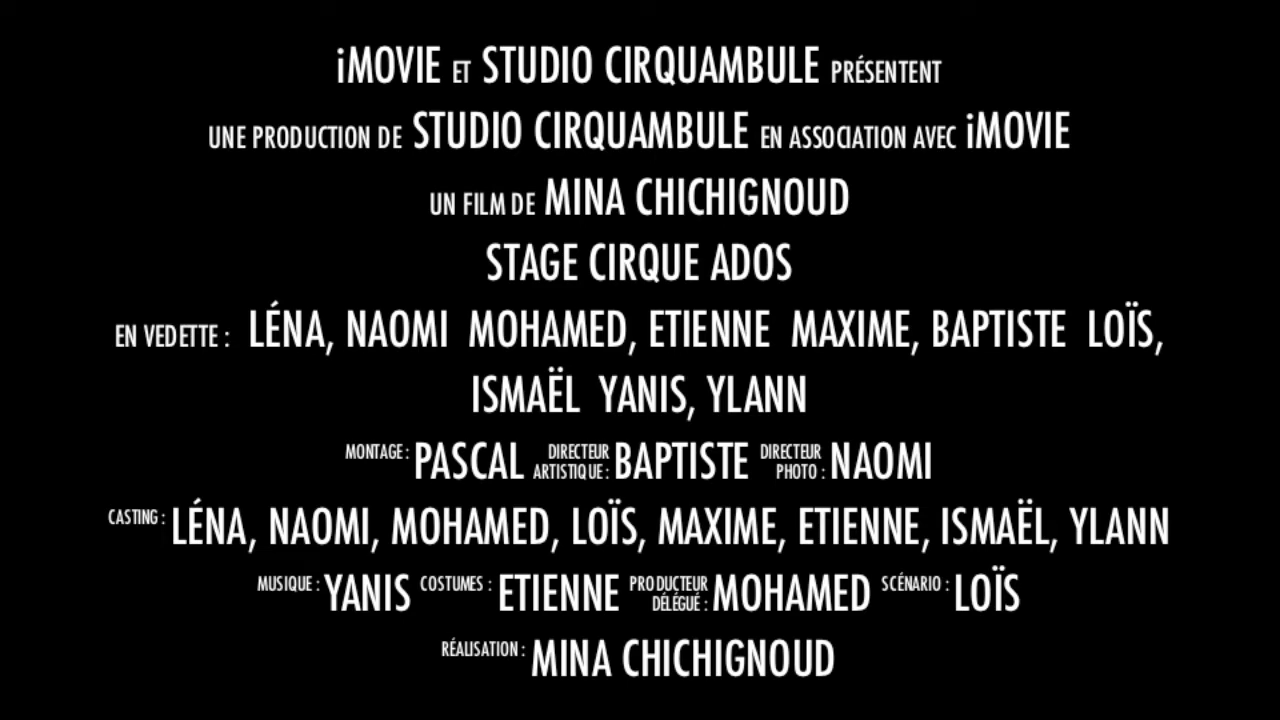 iMOVIE ET STUDIO CIRQUAMBULE PRÉSENTENT
UNE PRODUCTION DE STUDIO CIRQUAMBULE EN ASSOCIATION AVEC iMOVIE
UN FILM DE MINA CHICHIGNOUD
STAGE CIRQUE ADOS
EN VEDETTE : LÉNA, NAOMI MOHAMED, ETIENNE MAXIME, BAPTISTE LOÏS,
ISMAËL YANIS, YLANN
MONTAGE : PASCAL DIRECTEUR ARTISTIQUE : BAPTISTE DIRECTEUR PHOTO : NAOMI
CASTING : LÉNA, NAOMI, MOHAMED, LOÏS, MAXIME, ETIENNE, ISMAËL, YLANN
MUSIQUE : YANIS COSTUMES : ETIENNE PRODUCTEUR DÉLÉGUÉ : MOHAMED SCÉNARIO : LOÏS
RÉALISATION : MINA CHICHIGNOUD